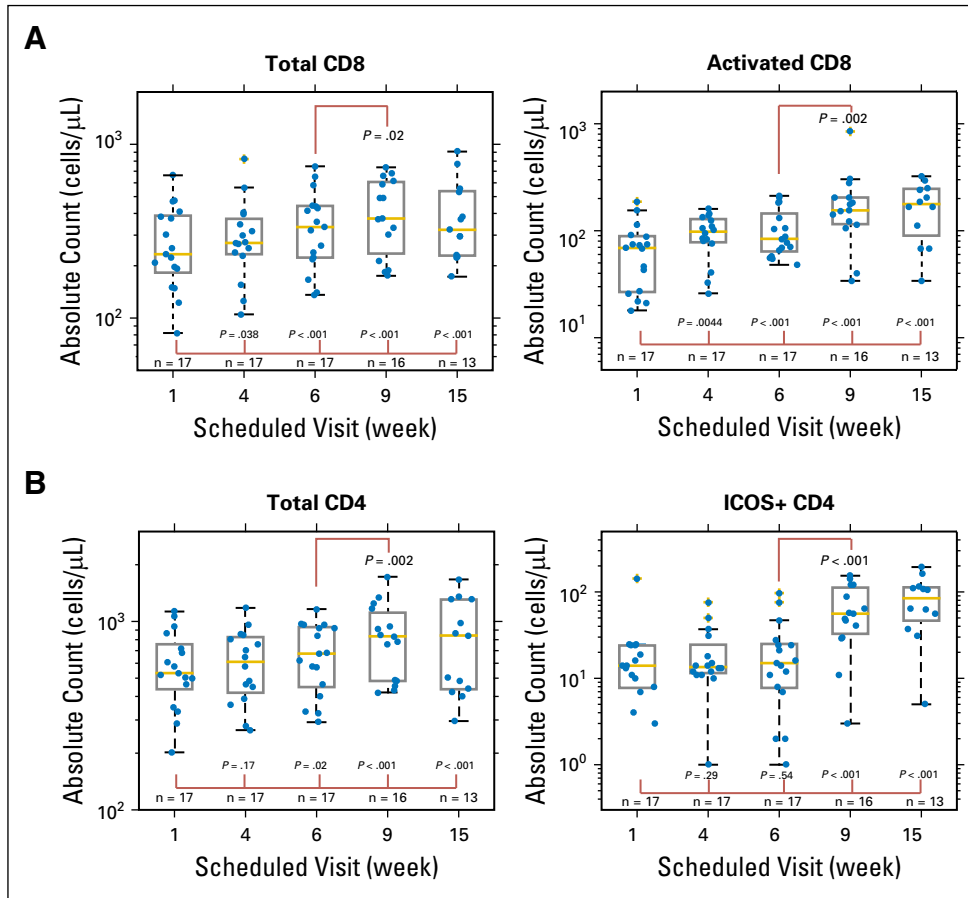 A
Total CD8
Absolute Count (cells/μL)
10³
10²
P = .02
P = .038 P < .001 P < .001 P < .001
n = 17 n = 17 n = 17 n = 16 n = 13
1 4 6 9 15
Scheduled Visit (week)
Activated CD8
Absolute Count (cells/μL)
10³
10²
10¹
P = .002
P = .0044 P < .001 P < .001 P < .001
n = 17 n = 17 n = 17 n = 16 n = 13
1 4 6 9 15
Scheduled Visit (week)
B
Total CD4
Absolute Count (cells/μL)
10³
10²
P = .002
P = .17 P = .02 P < .001 P < .001
n = 17 n = 17 n = 17 n = 16 n = 13
1 4 6 9 15
Scheduled Visit (week)
ICOS+ CD4
Absolute Count (cells/μL)
10²
10¹
10⁰
P < .001
P = .29 P = .54 P < .001 P < .001
n = 17 n = 17 n = 17 n = 16 n = 13
1 4 6 9 15
Scheduled Visit (week)